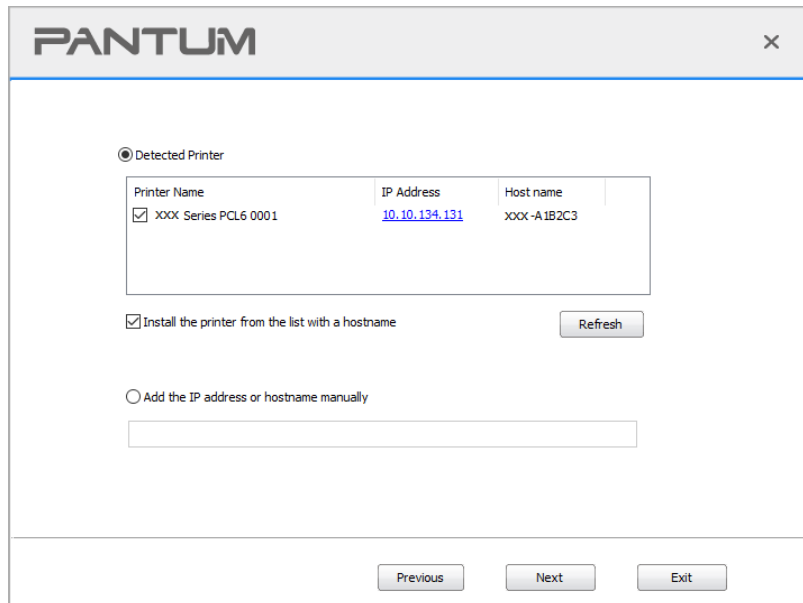 PANTUM
Detected Printer
Printer Name IP Address Host name
XXX Series PCL6 0001 10.10.134.131 XXX-A1B2C3
Install the printer from the list with a hostname
Refresh
Add the IP address or hostname manually
Previous Next Exit